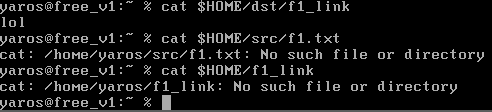 yaros@free_v1:~ % cat $HOME/dst/f1_link
lol
yaros@free_v1:~ % cat $HOME/src/f1.txt
cat: /home/yaros/src/f1.txt: No such file or directory
yaros@free_v1:~ % cat $HOME/f1_link
cat: /home/yaros/f1_link: No such file or directory
yaros@free_v1:~ %